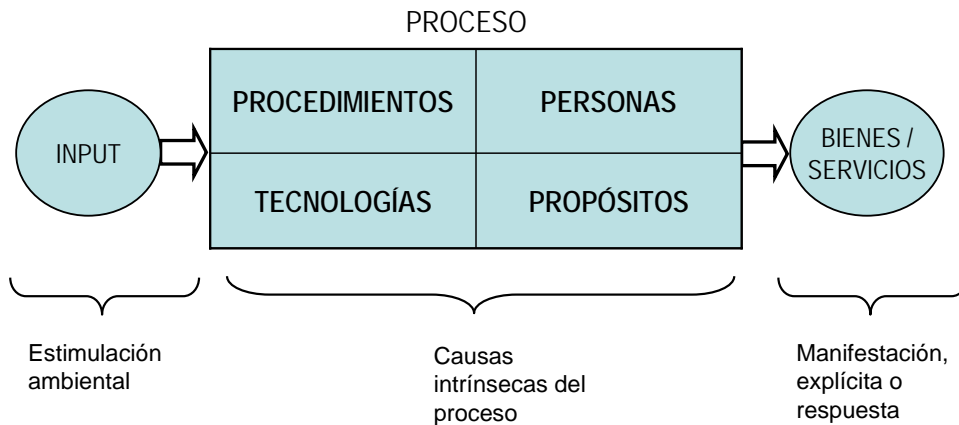 PROCESO
PROCEDIMIENTOS
PERSONAS
INPUT
BIENES /
SERVICIOS
TECNOLOGÍAS
PROPÓSITOS
Estimulación
ambiental
Causas
intrínsecas del
proceso
Manifestación,
explícita o
respuesta